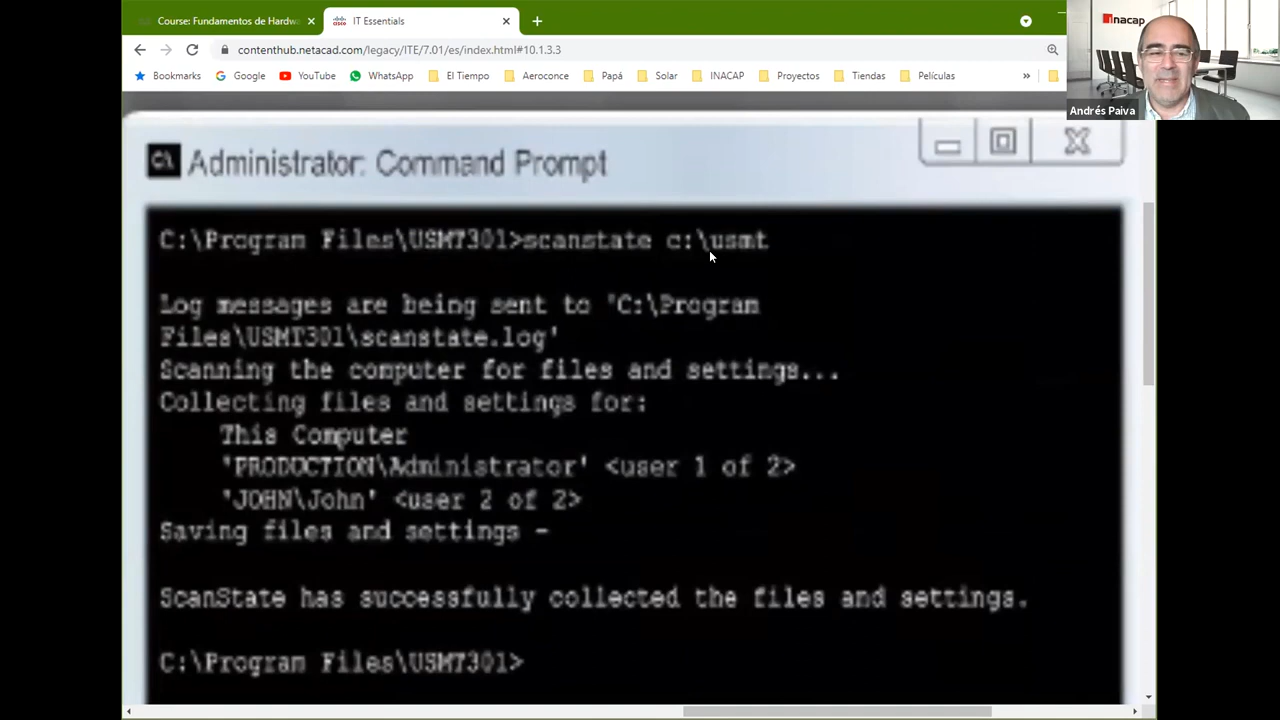 Course: Fundamentos de Hardwa
IT Essentials
contenthub.netacad.com/legacy/ITE/7.01/es/index.html#10.1.3.3
Bookmarks
Google
YouTube
WhatsApp
El Tiempo
Aeroconce
Papá
Solar
INACAP
Proyectos
Tiendas
Películas
inacap
Andrés Paiva
Administrator: Command Prompt
C:\Program Files\USMT301>scanstate c:\usmt
Log messages are being sent to 'C:\Program
Files\USMT301\scanstate.log'
Scanning the computer for files and settings...
Collecting files and settings for:
This Computer
'PRODUCTION\Administrator' <user 1 of 2>
'JOHN\John' <user 2 of 2>
Saving files and settings -
ScanState has successfully collected the files and settings.
C:\Program Files\USMT301>